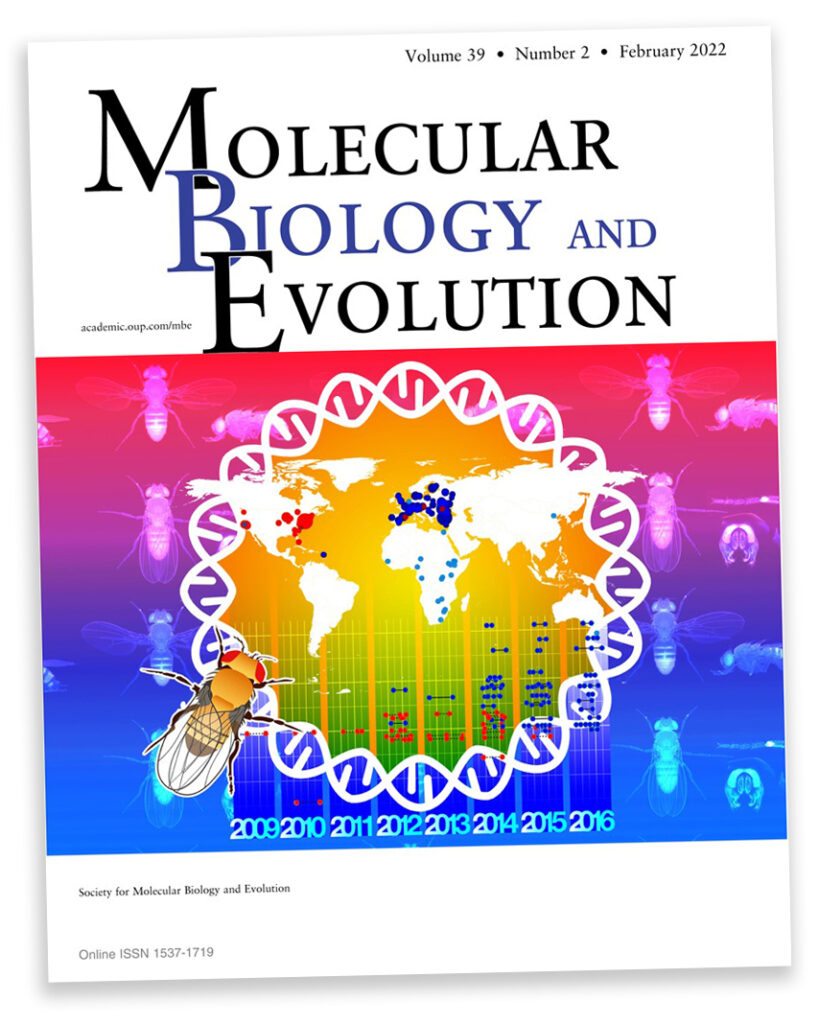 Volume 39 • Number 2 • February 2022
MOLECULAR
BIOLOGY AND
EVOLUTION
academic.oup.com/mbe
2009 2010 2011 2012 2013 2014 2015 2016
Society for Molecular Biology and Evolution
Online ISSN 1537-1719